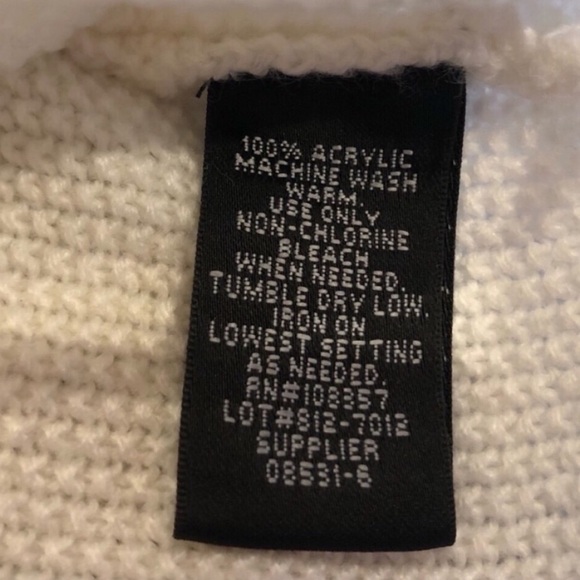 100% ACRYLIC
MACHINE WASH
WARM.
USE ONLY
NON-CHLORINE
BLEACH
WHEN NEEDED.
TUMBLE DRY LOW.
IRON ON
LOWEST SETTING
AS NEEDED.
RN#108357
LOT#812-7012
SUPPLIER
08531-6